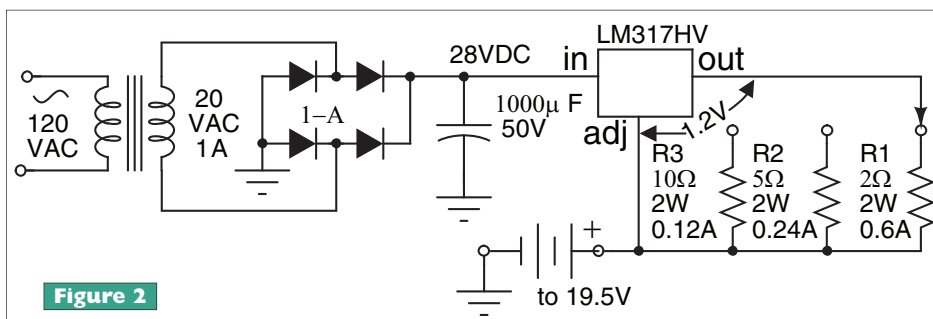 LM317HV
28VDC
in
out
120
VAC
20
VAC
1A
1–A
1000µ F
50V
adj
1.2V
R3
10Ω
2W
0.12A
R2
5Ω
2W
0.24A
R1
2Ω
2W
0.6A
+
to 19.5V
Figure 2